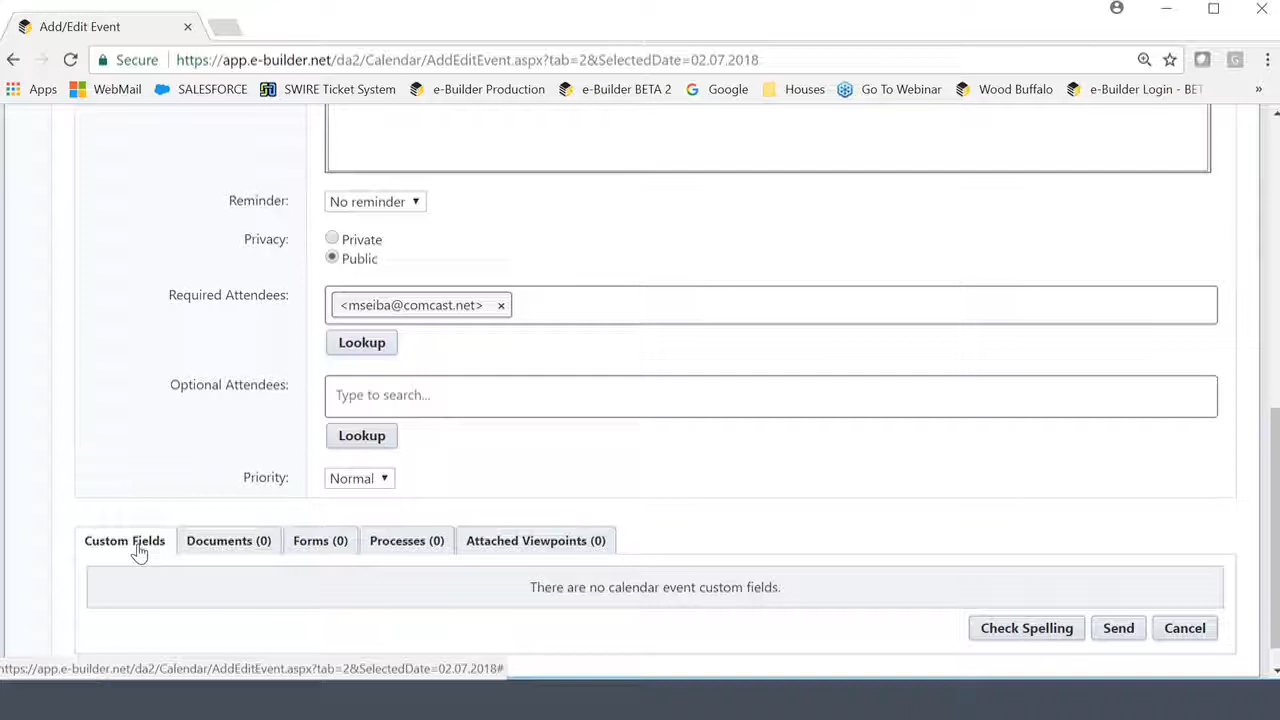 Add/Edit Event ×
Secure https://app.e-builder.net/da2/Calendar/AddEditEvent.aspx?tab=2&SelectedDate=02.07.2018
Apps WebMail SALESFORCE SWIRE Ticket System e-Builder Production e-Builder BETA 2 Google Houses Go To Webinar Wood Buffalo e-Builder Login - BET »
Reminder: No reminder
Privacy: Private
Public
Required Attendees: <mseiba@comcast.net> ×
Lookup
Optional Attendees: Type to search...
Lookup
Priority: Normal
Custom Fields Documents (0) Forms (0) Processes (0) Attached Viewpoints (0)
There are no calendar event custom fields.
Check Spelling Send Cancel
https://app.e-builder.net/da2/Calendar/AddEditEvent.aspx?tab=2&SelectedDate=02.07.2018#